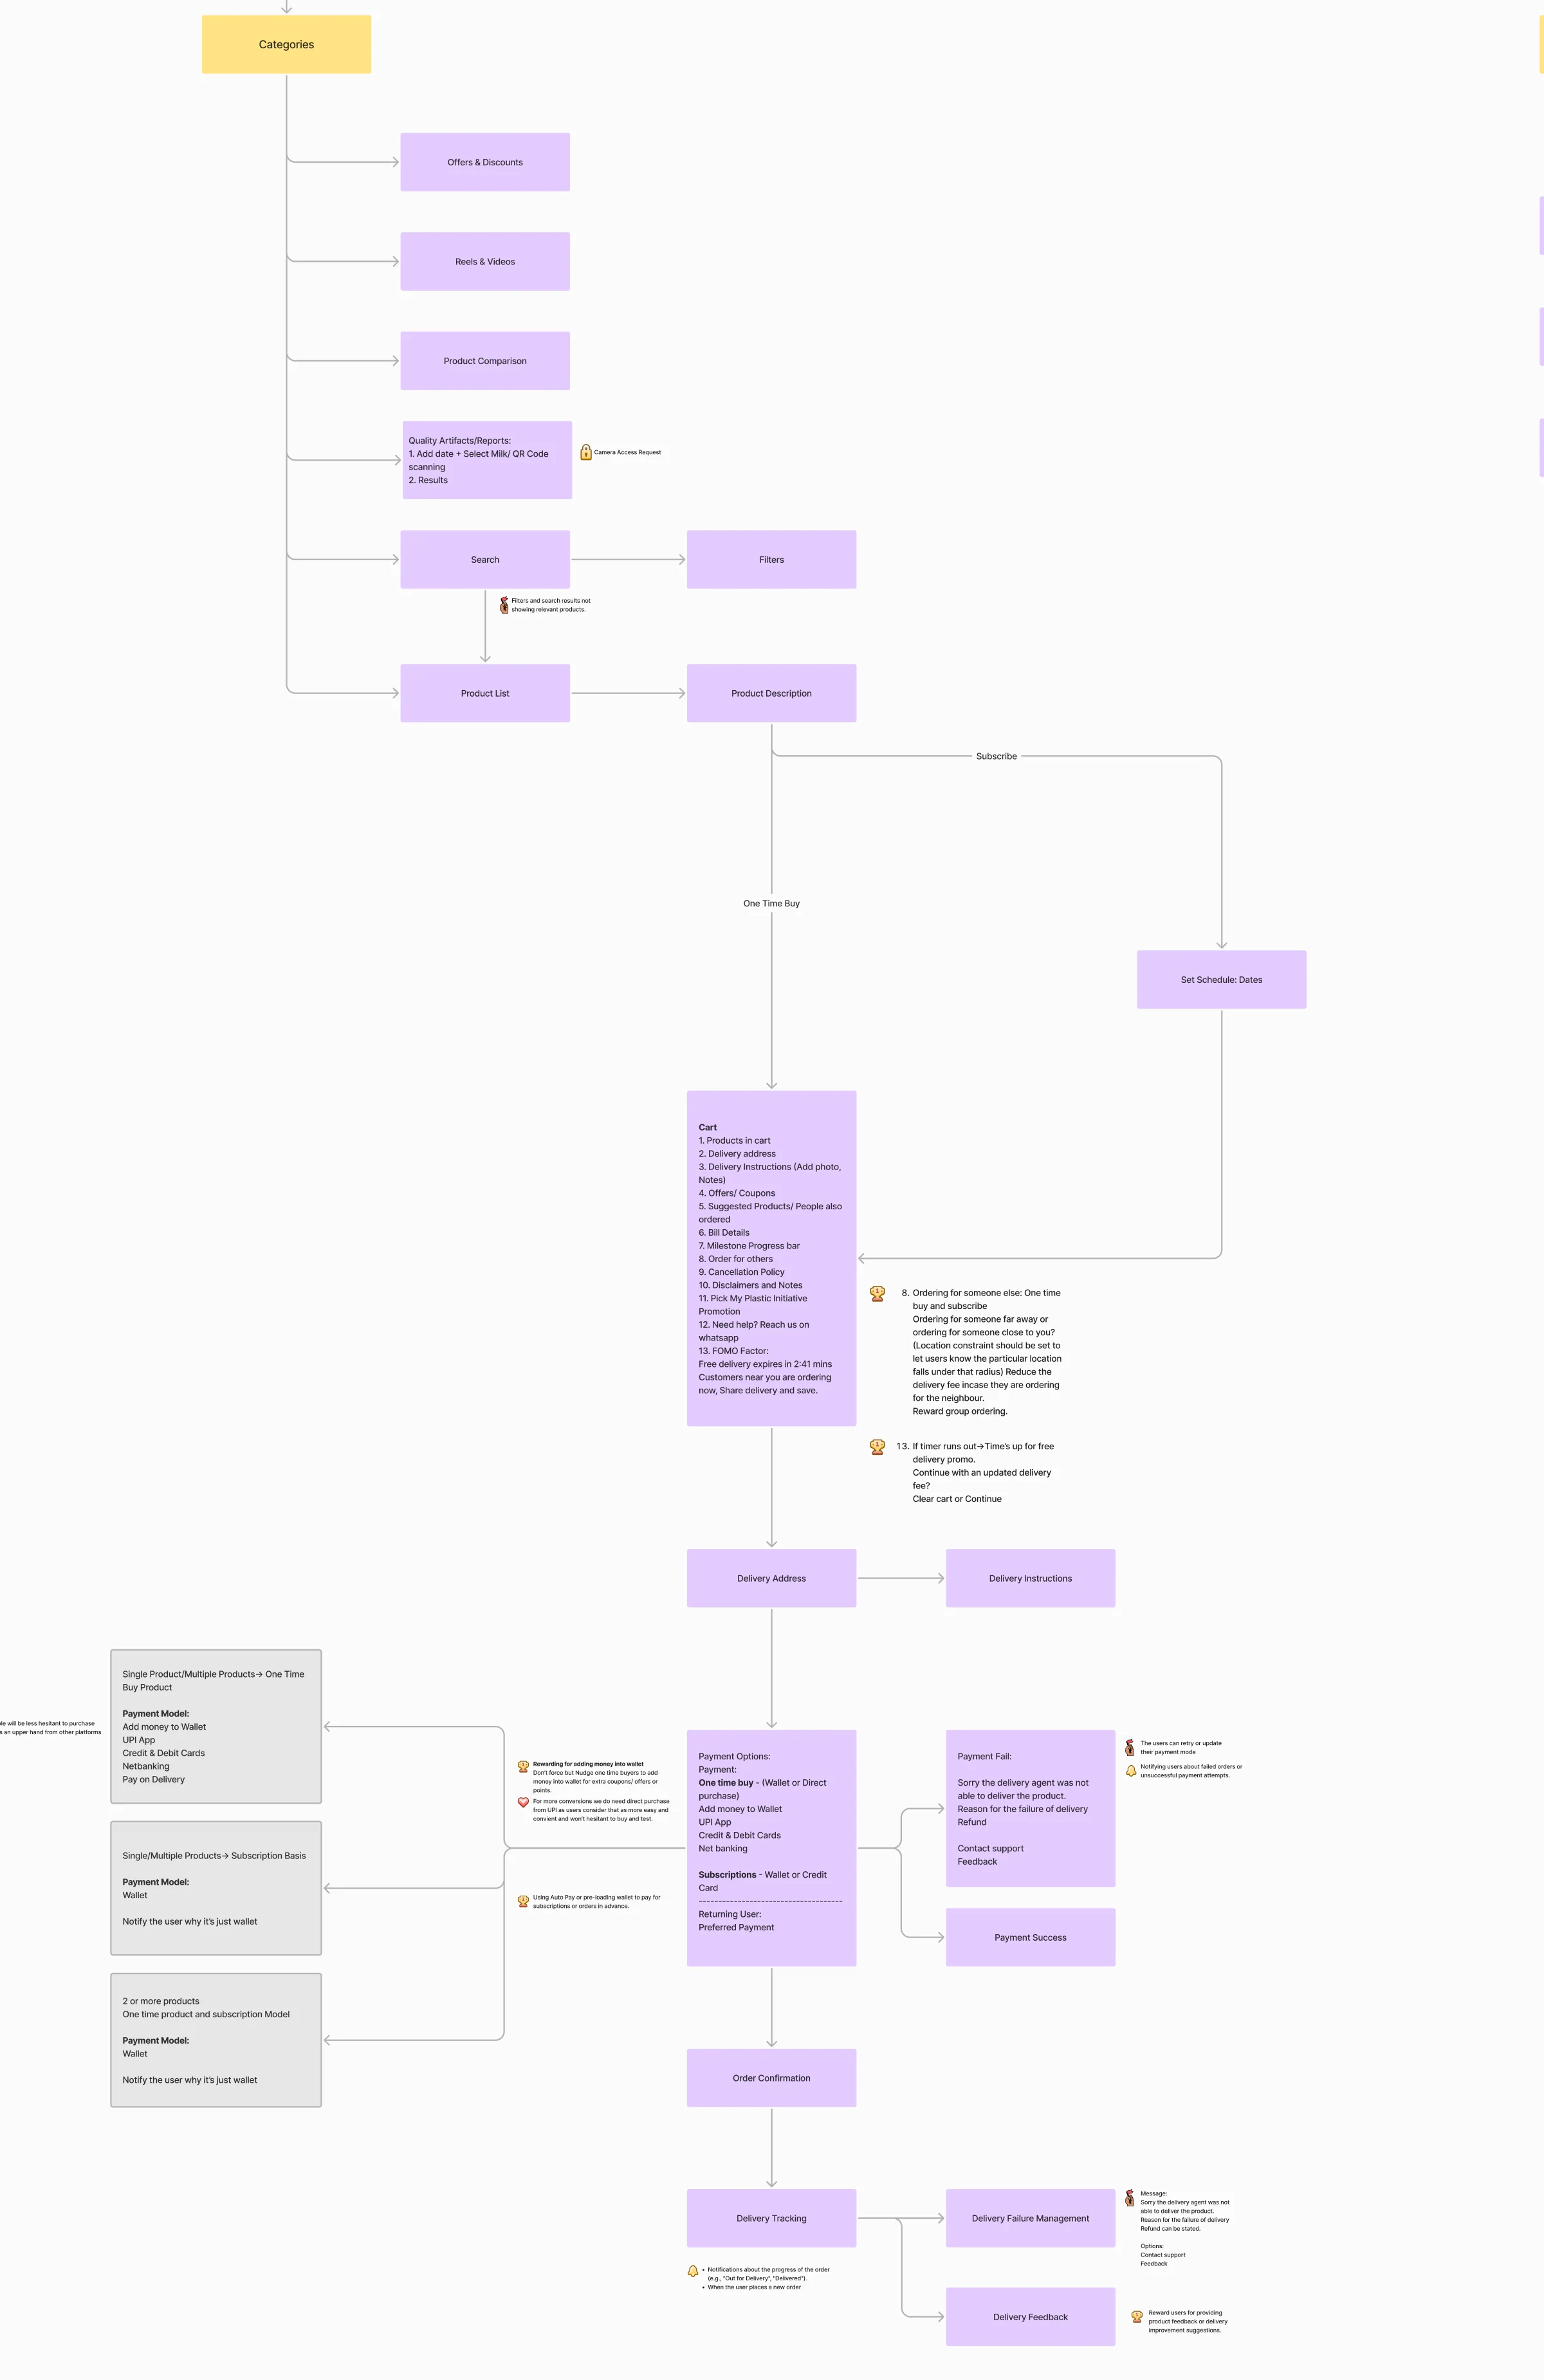 Categories
Offers & Discounts
Reels & Videos
Product Comparison
Quality Artifacts/Reports:
1. Add date + Select Milk/ QR Code
scanning
2. Results
Camera Access Request
Search
Filters
Filters and search results not
showing relevant products.
Product List
Product Description
Subscribe
One Time Buy
Set Schedule: Dates
Cart
1. Products in cart
2. Delivery address
3. Delivery Instructions (Add photo,
Notes)
4. Offers/ Coupons
5. Suggested Products/ People also
ordered
6. Bill Details
7. Milestone Progress bar
8. Order for others
9. Cancellation Policy
10. Disclaimers and Notes
11. Pick My Plastic Initiative
Promotion
12. Need help? Reach us on
whatsapp
13. FOMO Factor:
Free delivery expires in 2:41 mins
Customers near you are ordering
now, Share delivery and save.
8. Ordering for someone else: One time
buy and subscribe
Ordering for someone far away or
ordering for someone close to you?
(Location constraint should be set to
let users know the particular location
falls under that radius) Reduce the
delivery fee incase they are ordering
for the neighbour.
Reward group ordering.
13. If timer runs out→Time's up for free
delivery promo.
Continue with an updated delivery
fee?
Clear cart or Continue
Delivery Address
Delivery Instructions
Single Product/Multiple Products→ One Time
Buy Product
Payment Model:
Add money to Wallet
UPI App
Credit & Debit Cards
Netbanking
Pay on Delivery
will be less hesitant to purchase
an upper hand from other platforms
Single/Multiple Products→ Subscription Basis
Payment Model:
Wallet
Notify the user why it's just wallet
2 or more products
One time product and subscription Model
Payment Model:
Wallet
Notify the user why it's just wallet
Rewarding for adding money into wallet
Don't force but Nudge one time buyers to add
money into wallet for extra coupons/ offers or
points.
For more conversions we do need direct purchase
from UPI as users consider that as more easy and
convient and won't hesitant to buy and test.
Using Auto Pay or pre-loading wallet to pay for
subscriptions or orders in advance.
Payment Options:
Payment:
One time buy - (Wallet or Direct
purchase)
Add money to Wallet
UPI App
Credit & Debit Cards
Net banking
Subscriptions - Wallet or Credit
Card
Returning User:
Preferred Payment
Payment Fail:
Sorry the delivery agent was not
able to deliver the product.
Reason for the failure of delivery
Refund
Contact support
Feedback
The users can retry or update
their payment mode
Notifying users about failed orders or
unsuccessful payment attempts.
Payment Success
Order Confirmation
Delivery Tracking
• Notifications about the progress of the order
(e.g., "Out for Delivery", "Delivered").
• When the user places a new order
Delivery Failure Management
Message:
Sorry the delivery agent was not
able to deliver the product.
Reason for the failure of delivery
Refund can be stated.
Options:
Contact support
Feedback
Delivery Feedback
Reward users for providing
product feedback or delivery
improvement suggestions.